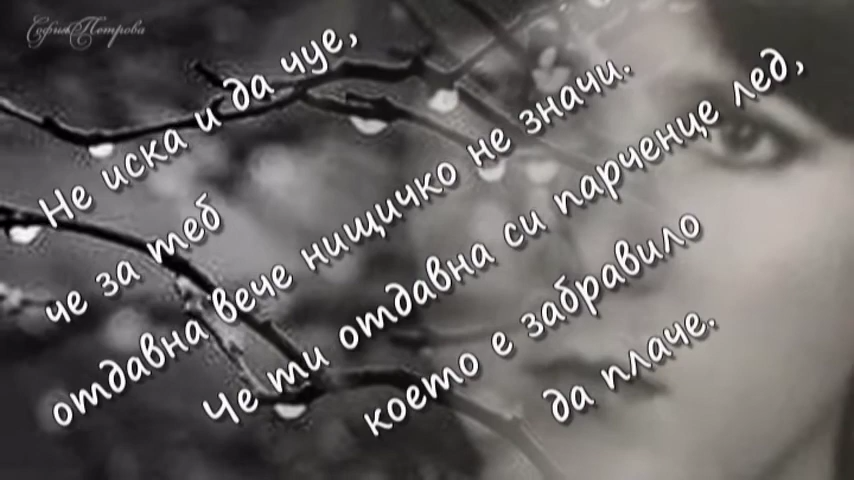 София Петрова
Не иска и да чуе,
че за теб
отдавна вече нищичко не значи.
Че ти отдавна си парченце лед,
което е забравило
да плаче.